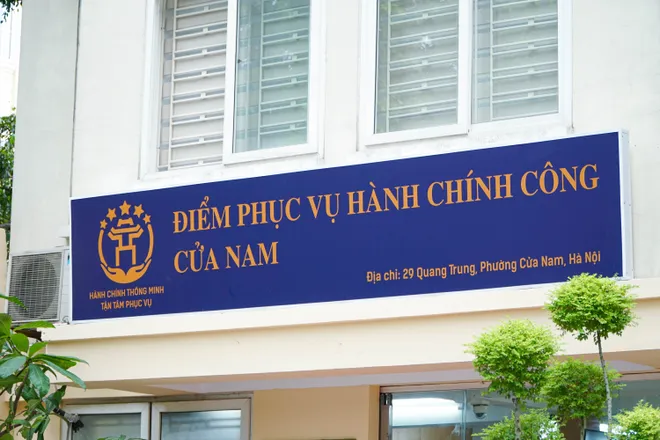 ĐIỂM PHỤC VỤ HÀNH CHÍNH CÔNG
CỬA NAM
Địa chỉ: 29 Quang Trung, Phường Cửa Nam, Hà Nội
HÀNH CHÍNH THÔNG MINH
TẬN TÂM PHỤC VỤ